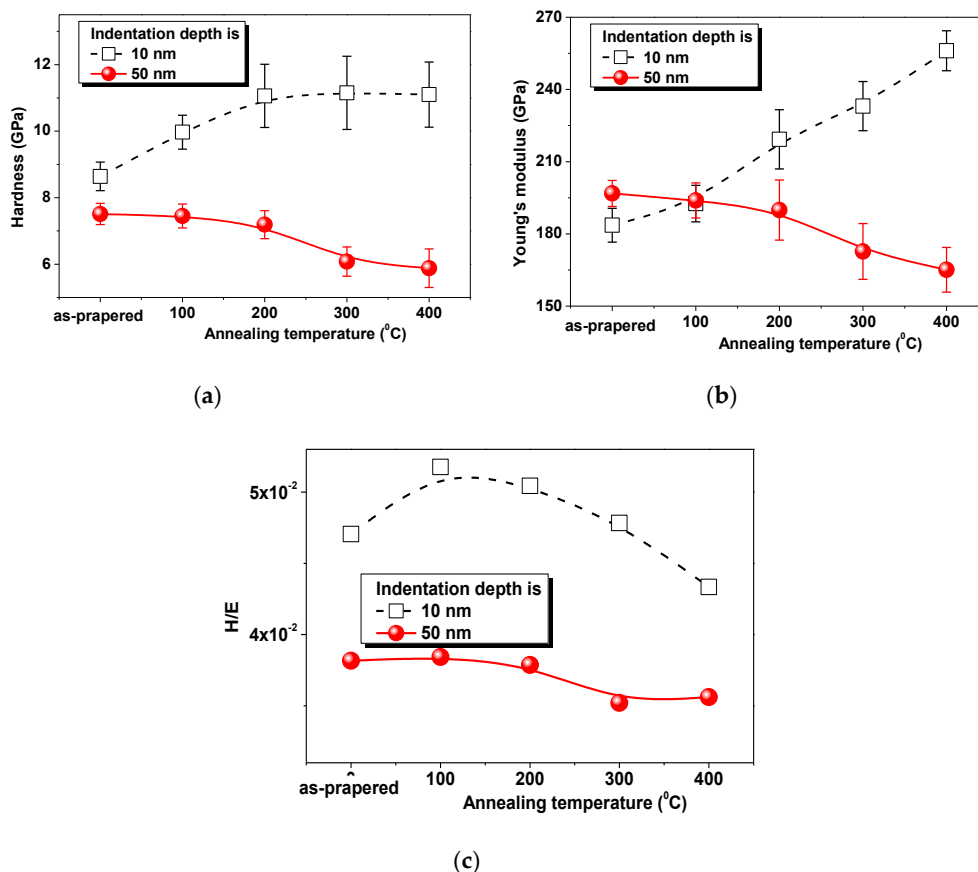 Indentation depth is
10 nm
50 nm
Hardness (GPa)
12
10
8
6
as-prapered 100 200 300 400
Annealing temperature (⁰C)
(a)
Indentation depth is
10 nm
50 nm
Young's modulus (GPa)
270
240
210
180
150
as-prapered 100 200 300 400
Annealing temperature (⁰C)
(b)
5x10⁻²
4x10⁻²
H/E
Indentation depth is
10 nm
50 nm
as-prapered 100 200 300 400
Annealing temperature (⁰C)
(c)